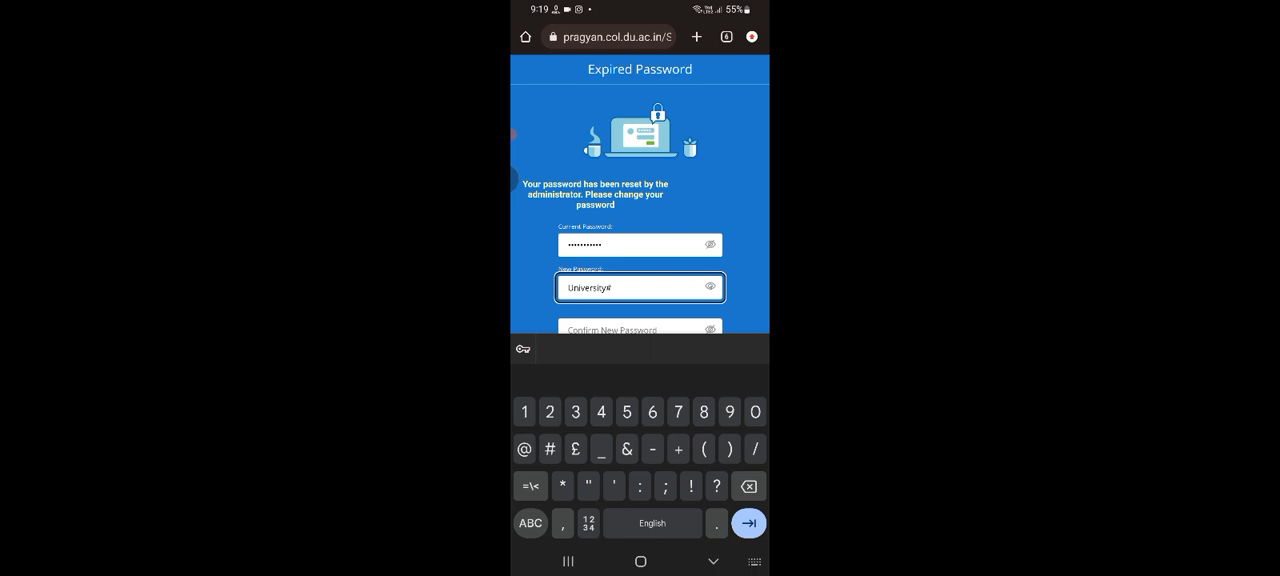 9:19 55%
pragyan.col.du.ac.in/S 6
Expired Password
Your password has been reset by the
administrator. Please change your
password
Current Password:
•••••••••••
New Password:
University#
Confirm New Password
1 2 3 4 5 6 7 8 9 0
@ # £ _ & - + ( ) /
=\< * " ' : ; ! ?
ABC , 12 34 English .